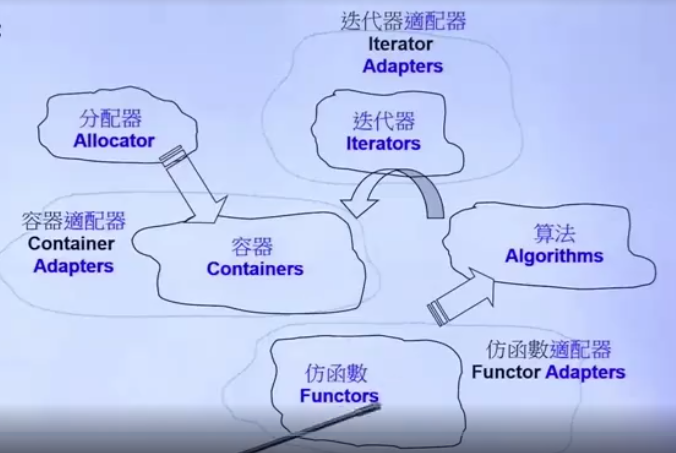 迭代器適配器
Iterator
Adapters
分配器
Allocator
迭代器
Iterators
容器適配器
Container
Adapters
容器
Containers
算法
Algorithms
仿函數
Functors
仿函數適配器
Functor Adapters